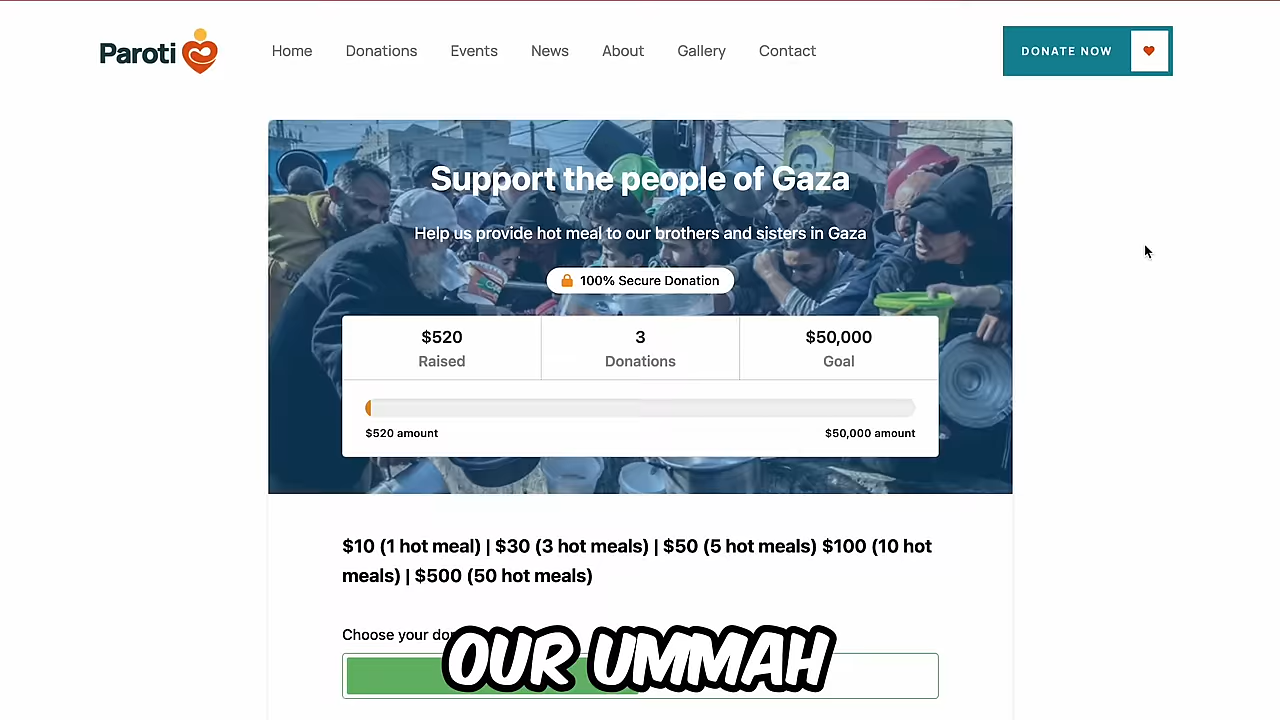 Paroti
Home Donations Events News About Gallery Contact
DONATE NOW
Support the people of Gaza
Help us provide hot meal to our brothers and sisters in Gaza
100% Secure Donation
$520 3 $50,000
Raised Donations Goal
$520 amount $50,000 amount
$10 (1 hot meal) | $30 (3 hot meals) | $50 (5 hot meals) $100 (10 hot
meals) | $500 (50 hot meals)
Choose your
OUR UMMAH